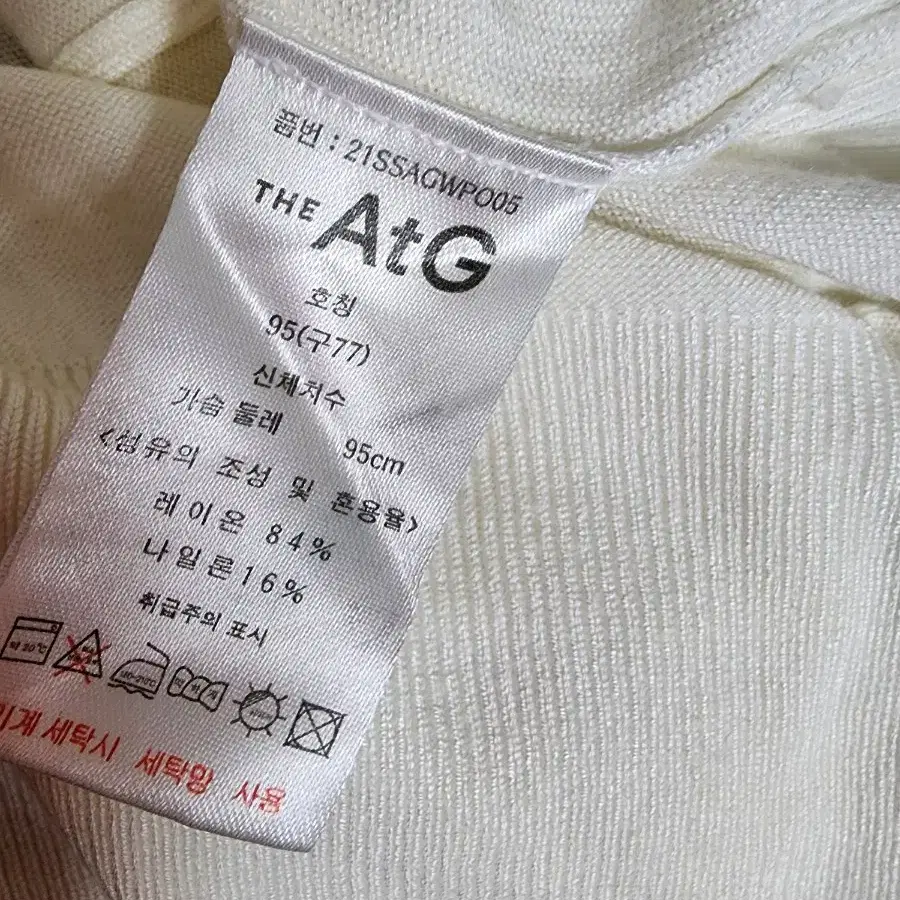 품번 : 21SSAGWPO05
THE AtG
호칭
95(구77)
신체치수
가슴 둘레 95cm
<섬유의 조성 및 혼용율>
레이온 84%
나일론16%
취급주의 표시
약 30℃
세탁시 세탁망 사용